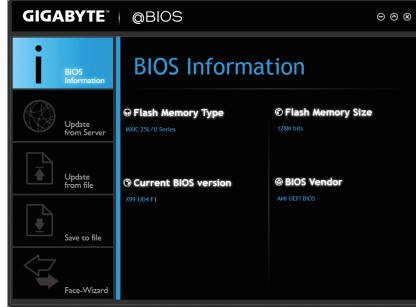 GIGABYTE™ @BIOS
BIOS
Information
Update
from Server
Update
from file
Save to file
Face-Wizard
BIOS Information
Flash Memory Type
MXIC 25L/U Series
Flash Memory Size
128M bits
Current BIOS version
X99-UD4 F1
BIOS Vendor
AMI UEFI BIOS